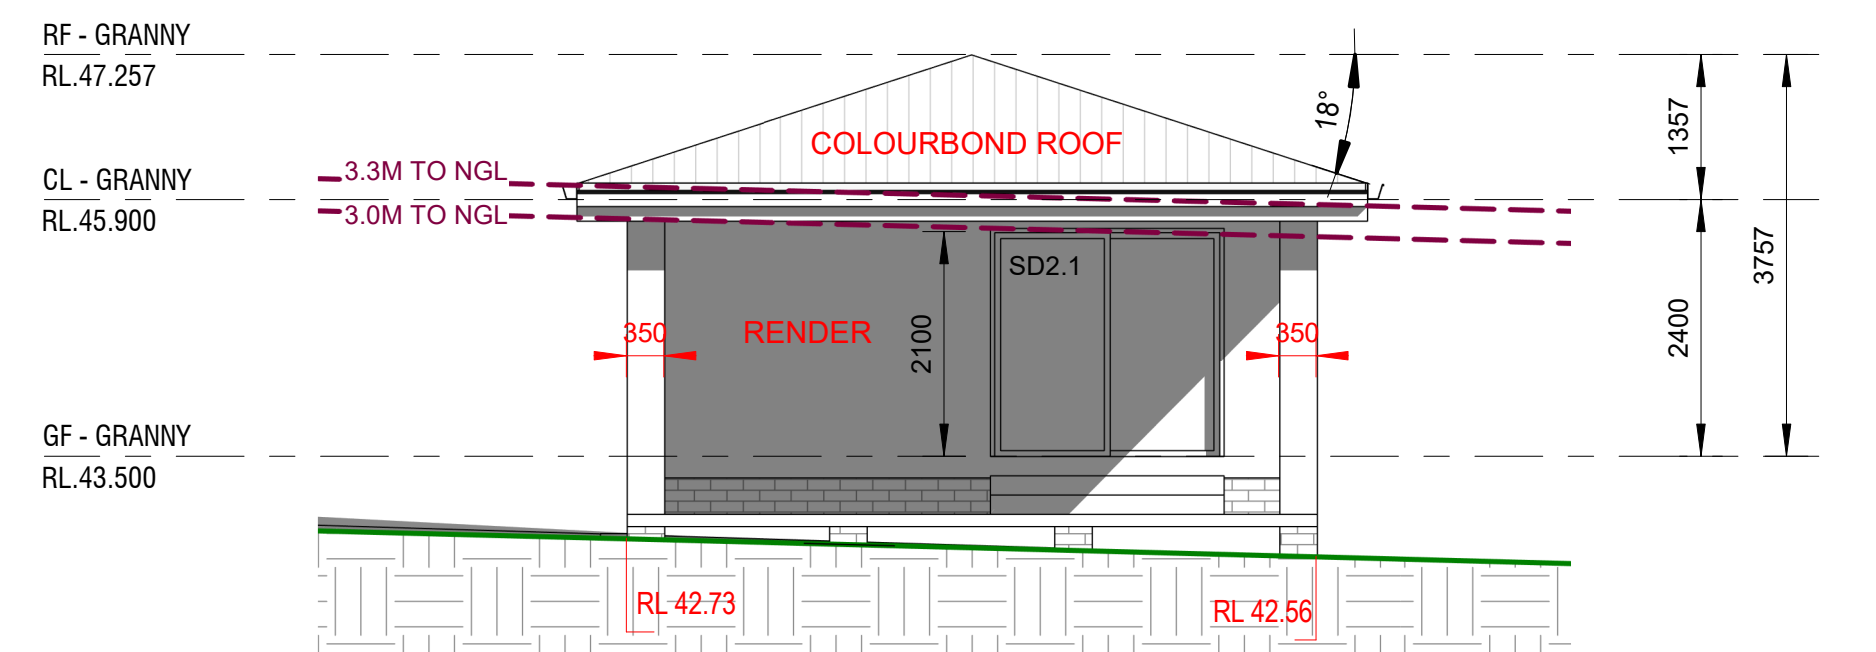 RF - GRANNY
RL.47.257
18°
1357
COLOURBOND ROOF
3.3M TO NGL
CL - GRANNY
RL.45.900
3.0M TO NGL
3757
SD2.1
2400
350
RENDER
2100
350
GF - GRANNY
RL.43.500
RL 42.73
RL 42.56